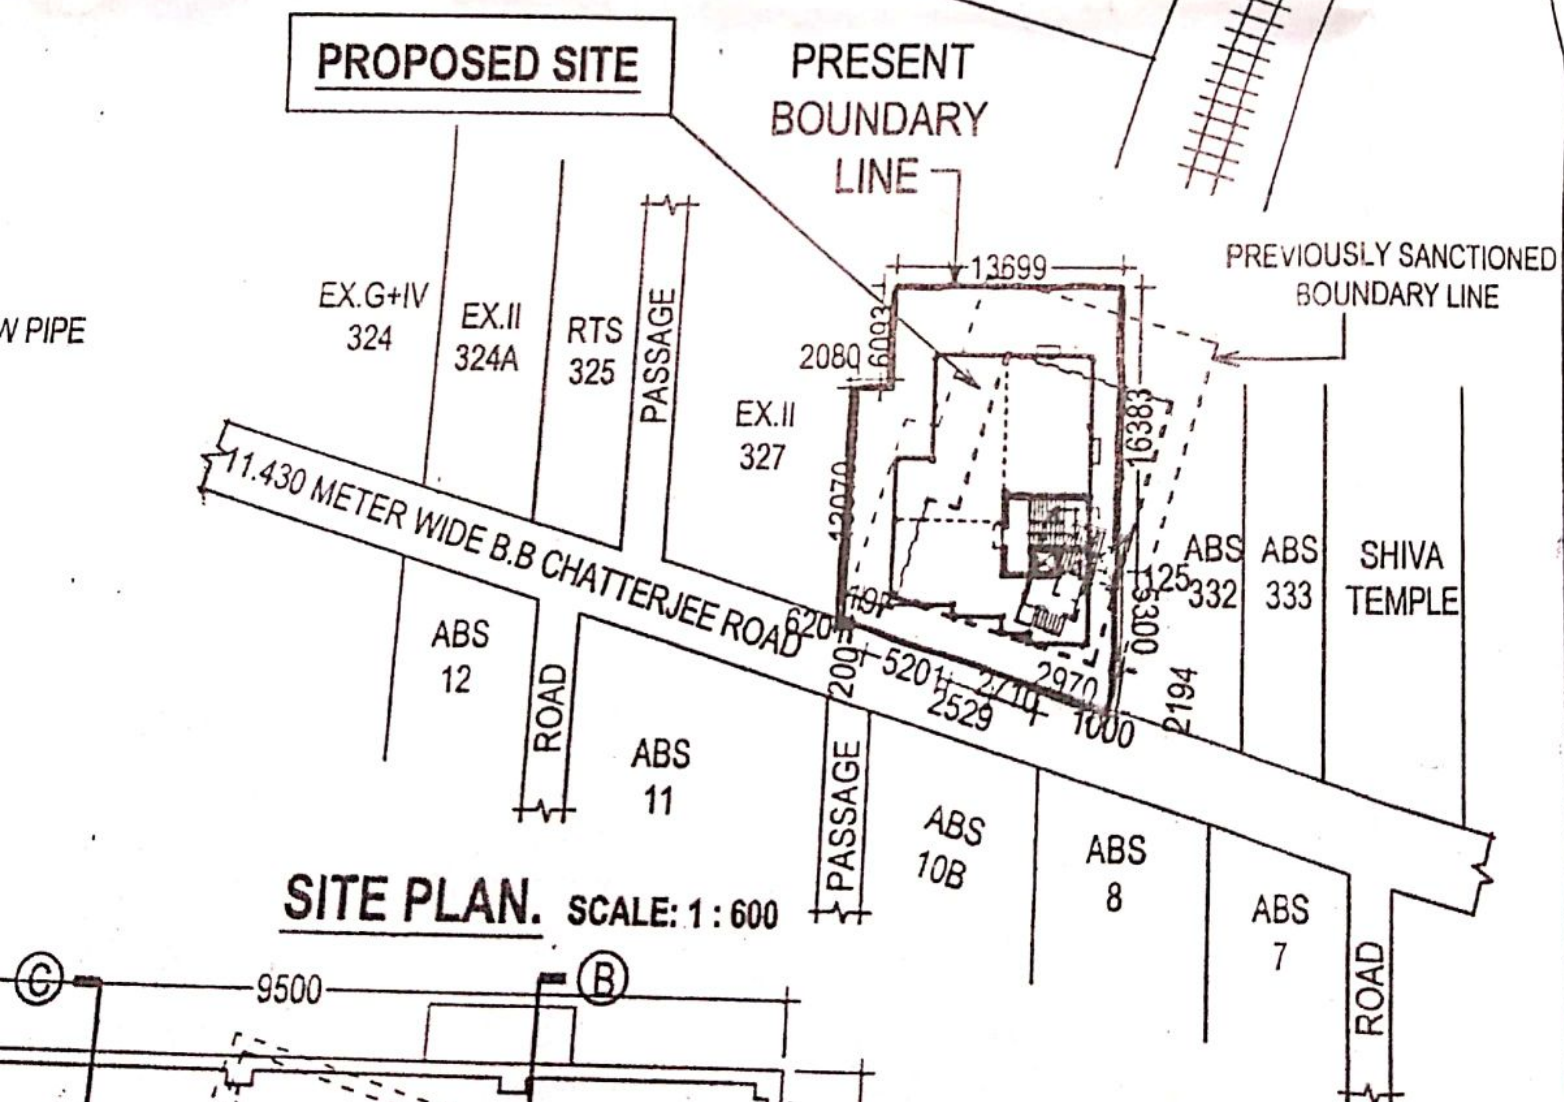 PROPOSED SITE
PRESENT
BOUNDARY
LINE
PREVIOUSLY SANCTIONED
BOUNDARY LINE
13699
6093
2080
EX.G+IV
324
EX.II
324A
RTS
325
PASSAGE
EX.II
327
W PIPE
16383
13070
11.430 METER WIDE B.B CHATTERJEE ROAD
ABS
332
ABS
333
SHIVA
TEMPLE
125
3300
620
200
5201
2710
2970
2529
1000
2194
ABS
12
ROAD
ABS
11
PASSAGE
ABS
10B
ABS
8
ABS
7
ROAD
SITE PLAN. SCALE: 1 : 600
C
9500
B